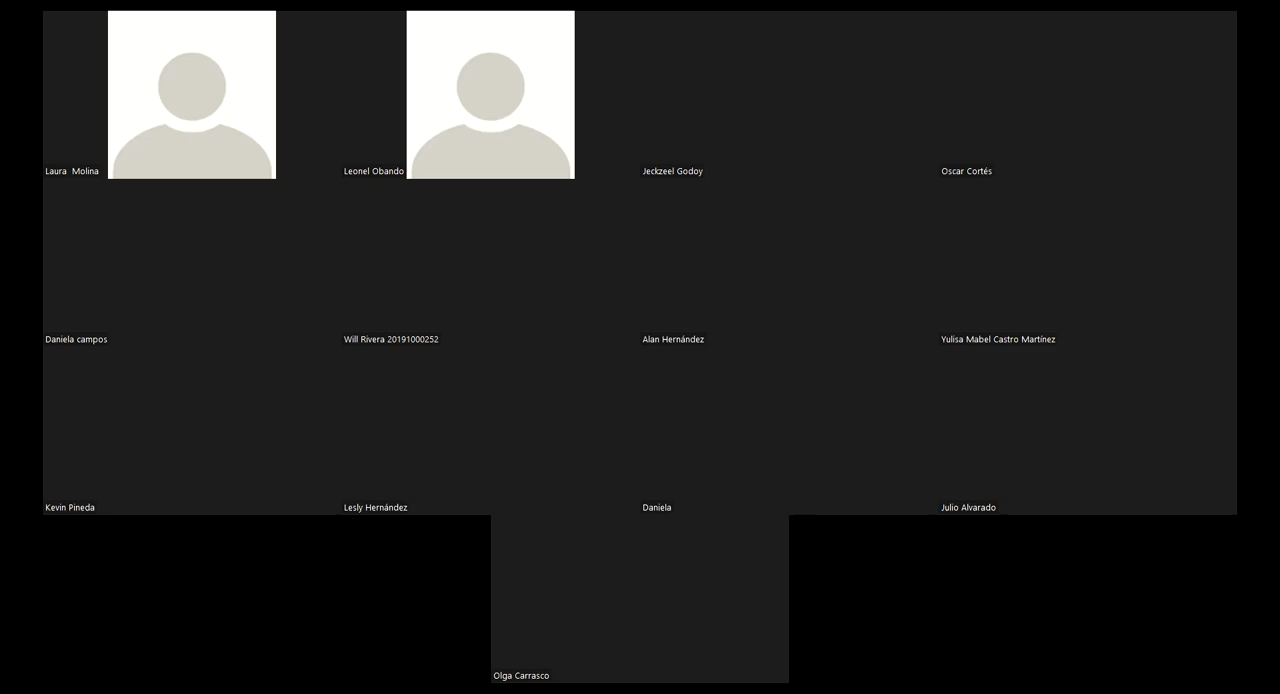 Laura  Molina
Leonel Obando
Jeckzeel Godoy
Oscar Cortés
Daniela campos
Will Rivera 20191000252
Alan Hernández
Yulisa Mabel Castro Martínez
Kevin Pineda
Lesly Hernández
Daniela
Julio Alvarado
Olga Carrasco